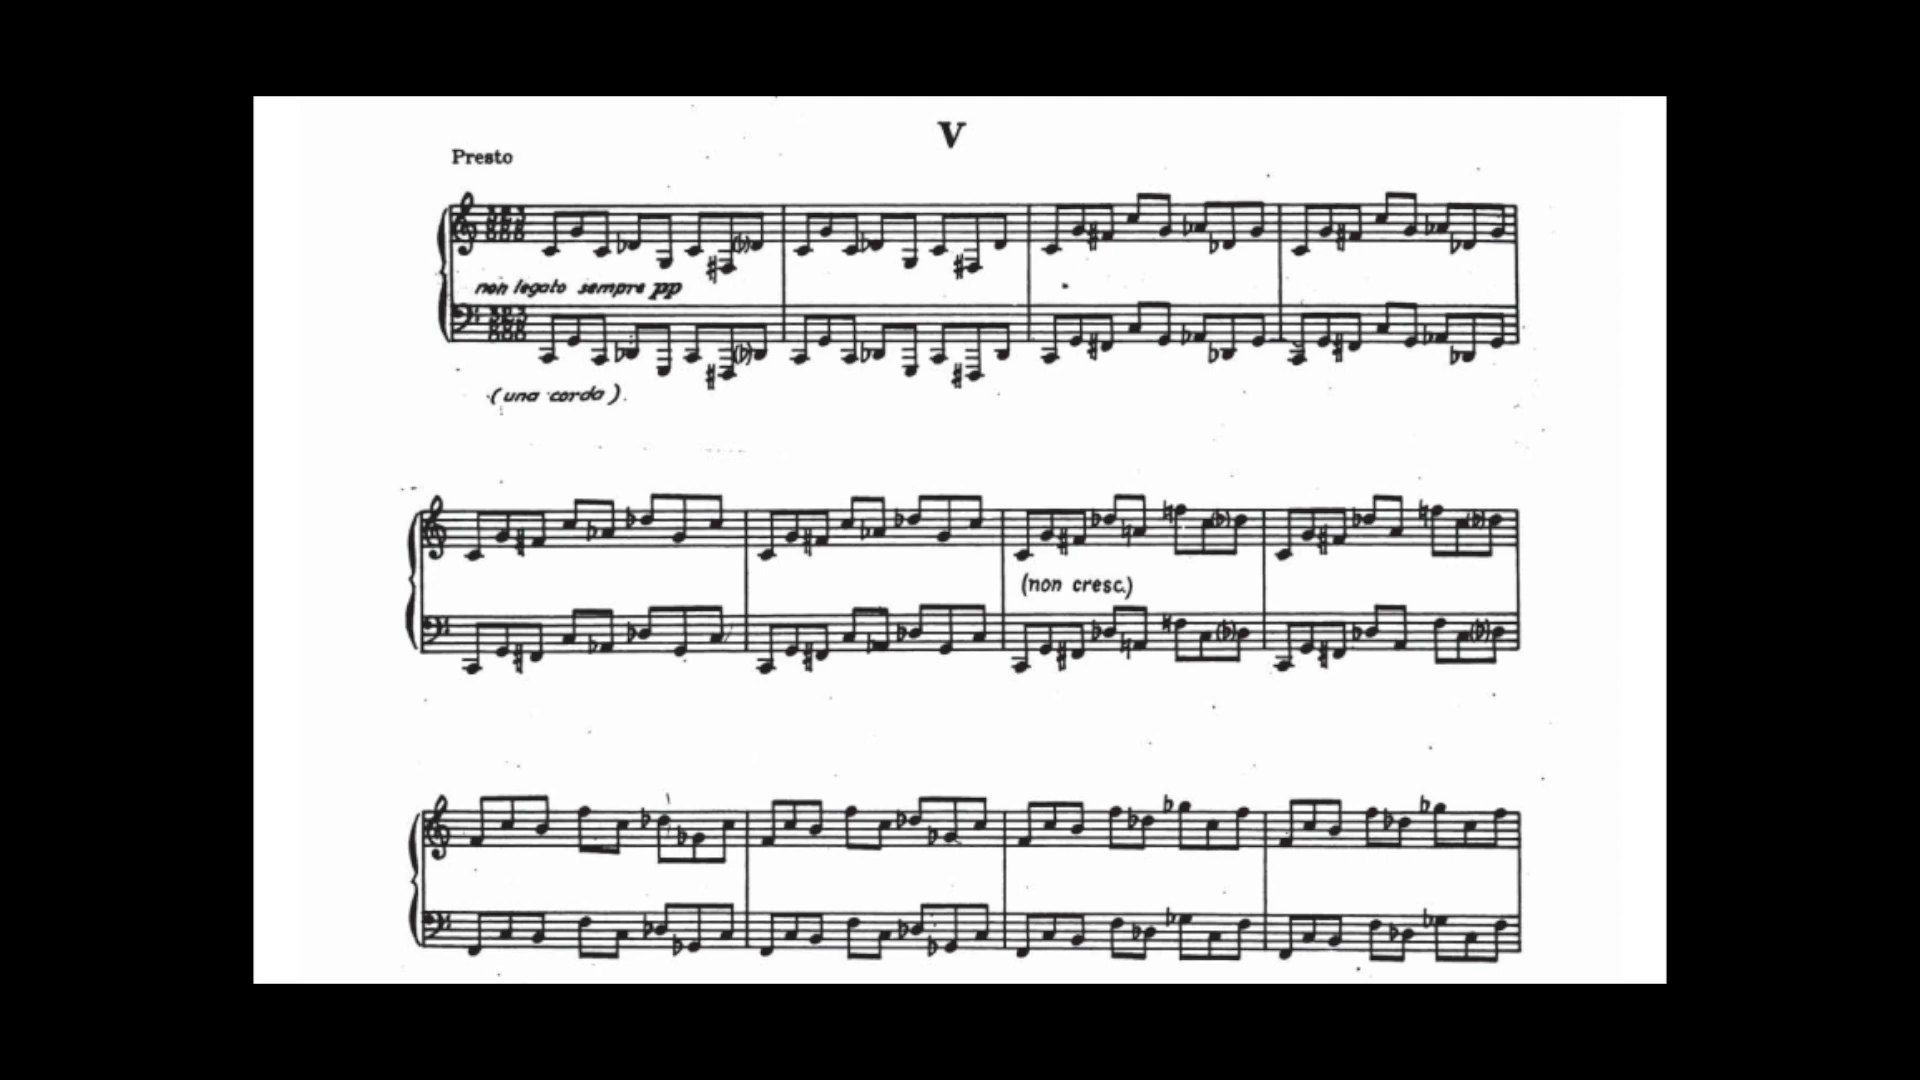 V
Presto
non legato sempre pp
(una corda)
(non cresc.)